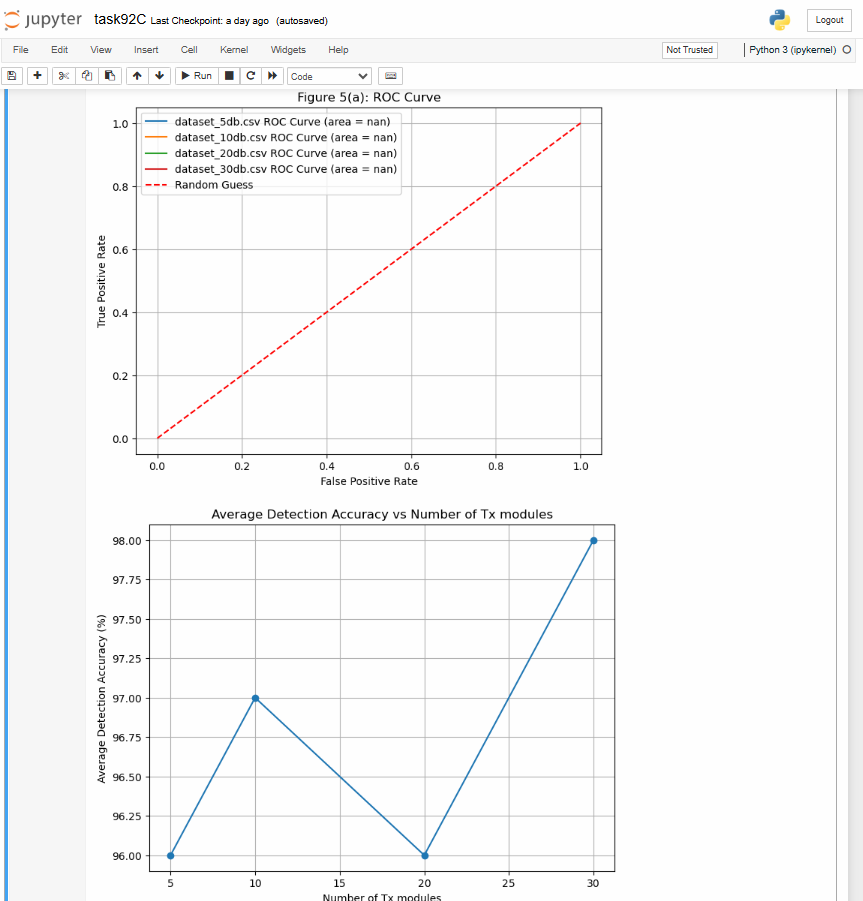 jupyter task92C Last Checkpoint: a day ago (autosaved)
Logout
File Edit View Insert Cell Kernel Widgets Help
Not Trusted
Python 3 (ipykernel)
Run
Code
Figure 5(a): ROC Curve
dataset_5db.csv ROC Curve (area = nan)
dataset_10db.csv ROC Curve (area = nan)
dataset_20db.csv ROC Curve (area = nan)
dataset_30db.csv ROC Curve (area = nan)
Random Guess
True Positive Rate
1.0
0.8
0.6
0.4
0.2
0.0
0.0 0.2 0.4 0.6 0.8 1.0
False Positive Rate
Average Detection Accuracy vs Number of Tx modules
Average Detection Accuracy (%)
98.00
97.75
97.50
97.25
97.00
96.75
96.50
96.25
96.00
5 10 15 20 25 30
Number of Tx modules